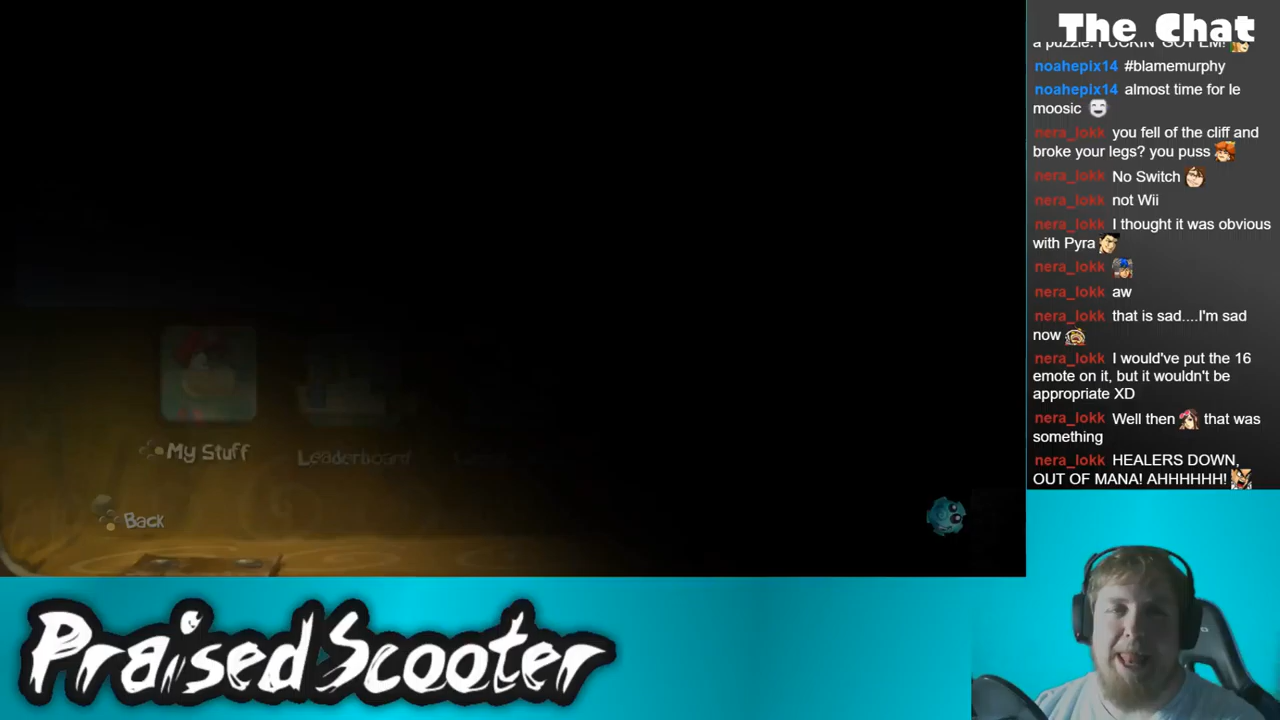 The Chat
a puzzle. FUCKIN' GOT EM!
noahepix14 #blamemurphy
noahepix14 almost time for le
moosic
nera_lokk you fell of the cliff and
broke your legs? you puss
nera_lokk No Switch
nera_lokk not Wii
nera_lokk I thought it was obvious
with Pyra
nera_lokk
nera_lokk aw
nera_lokk that is sad....I'm sad
now
nera_lokk I would've put the 16
emote on it, but it wouldn't be
appropriate XD
nera_lokk Well then that was
something
nera_lokk HEALERS DOWN,
OUT OF MANA! AHHHHHH!
My Stuff
Leaderboard
Back
PraisedScooter